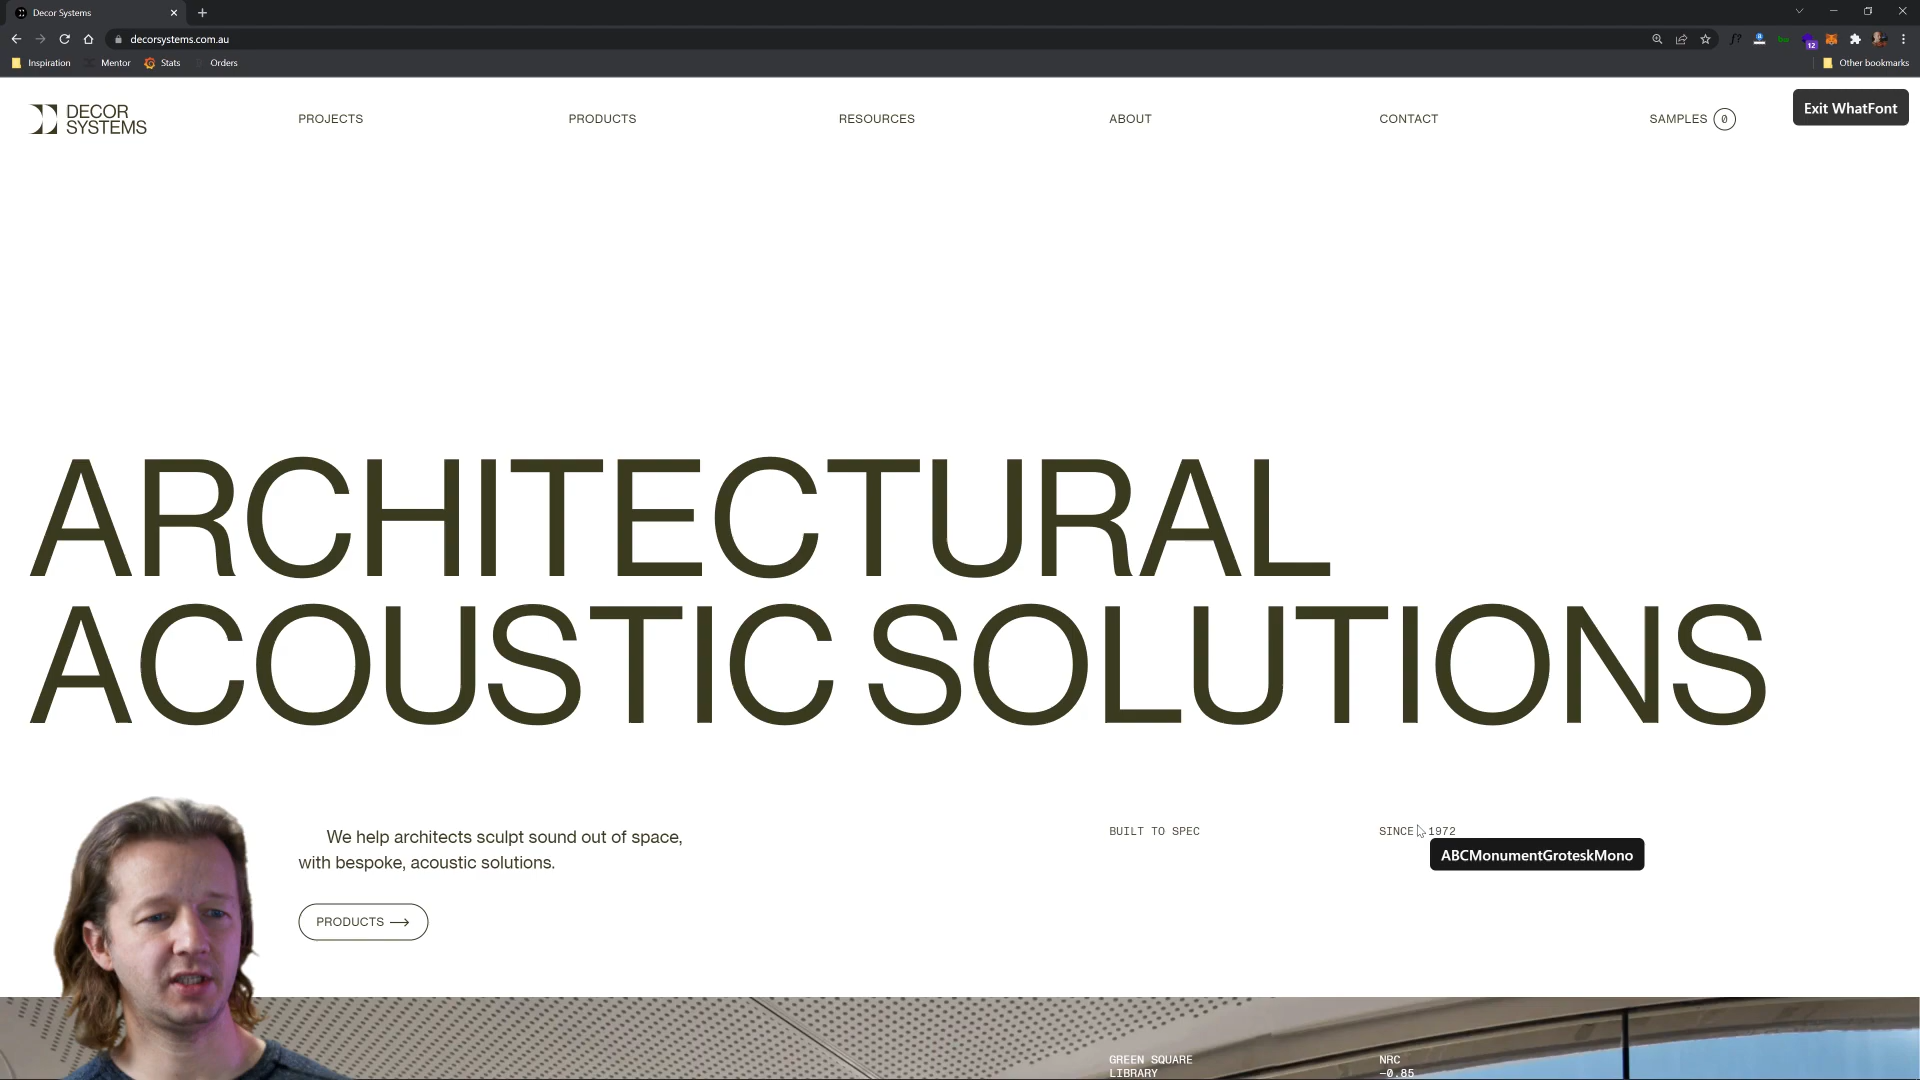 Decor Systems
decorsystems.com.au
12
Inspiration
Mentor
Stats
Orders
Other bookmarks
DECOR
SYSTEMS
PROJECTS
PRODUCTS
RESOURCES
ABOUT
CONTACT
SAMPLES 0
Exit WhatFont
ARCHITECTURAL
ACOUSTIC SOLUTIONS
We help architects sculpt sound out of space,
with bespoke, acoustic solutions.
PRODUCTS →
BUILT TO SPEC
SINCE 1972
ABCMonumentGroteskMono
GREEN SQUARE
LIBRARY
NRC
-0.85